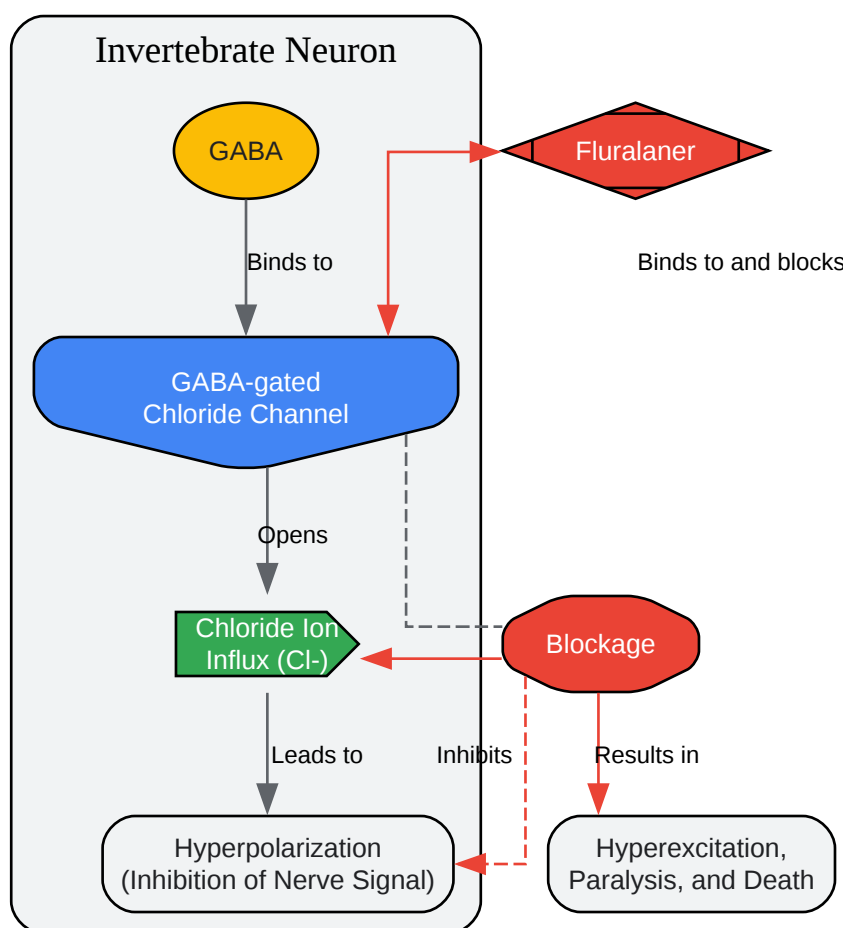 Invertebrate Neuron
GABA
Fluralaner
Binds to
Binds to and blocks
GABA-gated
Chloride Channel
Opens
Chloride Ion
Influx (Cl-)
Blockage
Leads to
Inhibits
Results in
Hyperpolarization
(Inhibition of Nerve Signal)
Hyperexcitation,
Paralysis, and Death